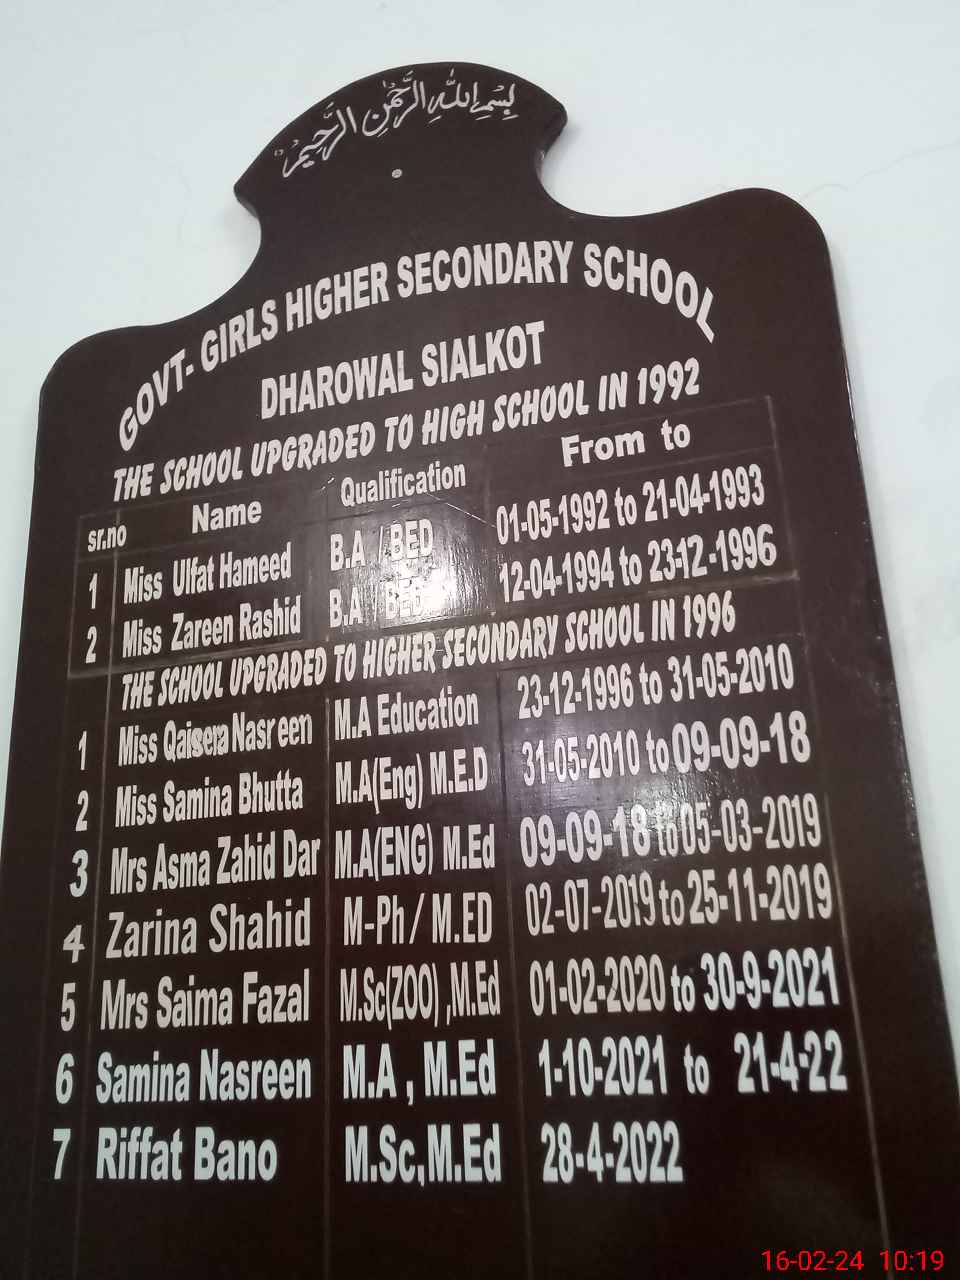 بِسْمِ اللهِ الرَّحْمٰنِ الرَّحِيْمِ
GOVT- GIRLS HIGHER SECONDARY SCHOOL
DHAROWAL SIALKOT
THE SCHOOL UPGRADED TO HIGH SCHOOL IN 1992
sr.no Name Qualification From to
1 Miss Ulfat Hameed B.A / BED 01-05-1992 to 21-04-1993
2 Miss Zareen Rashid B.A / BED 12-04-1994 to 23-12-1996
THE SCHOOL UPGRADED TO HIGHER SECONDARY SCHOOL IN 1996
1 Miss Qaisera Nasreen M.A Education 23-12-1996 to 31-05-2010
2 Miss Samina Bhutta M.A(Eng) M.E.D 31-05-2010 to 09-09-18
3 Mrs Asma Zahid Dar M.A(ENG) M.Ed 09-09-18 to 05-03-2019
4 Zarina Shahid M-Ph / M.ED 02-07-2019 to 25-11-2019
5 Mrs Saima Fazal M.Sc(ZOO) ,M.Ed 01-02-2020 to 30-9-2021
6 Samina Nasreen M.A , M.Ed 1-10-2021 to 21-4-22
7 Riffat Bano M.Sc,M.Ed 28-4-2022
16-02-24 10:19